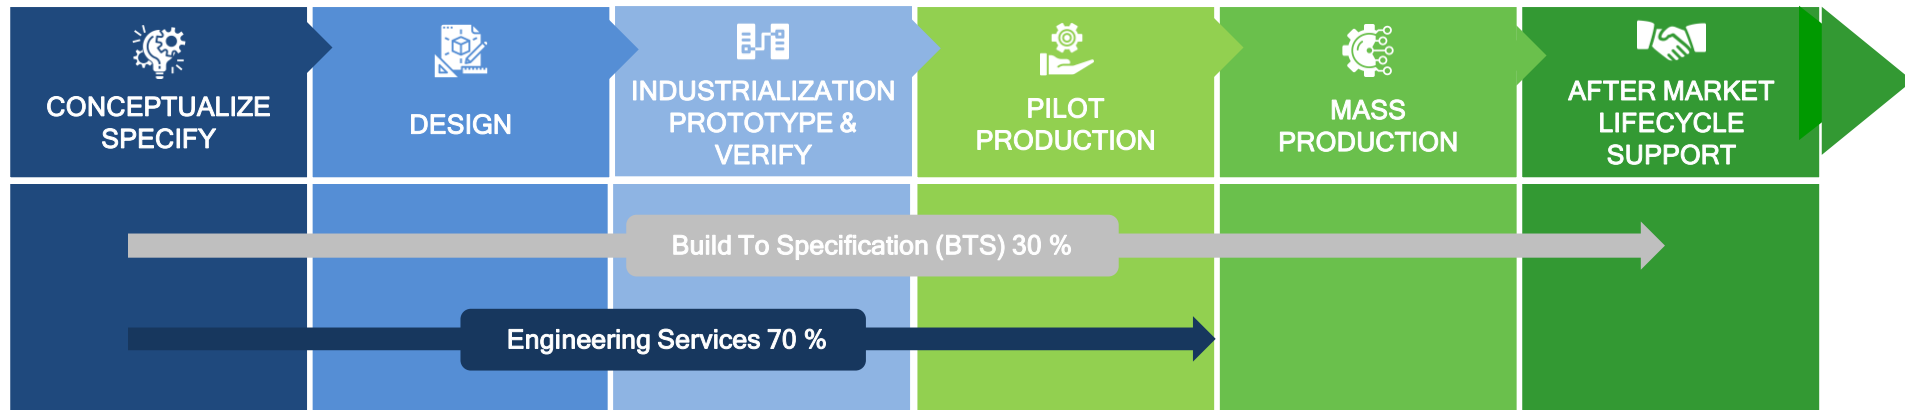 CONCEPTUALIZE
SPECIFY
DESIGN
INDUSTRIALIZATION
PROTOTYPE &
VERIFY
PILOT
PRODUCTION
MASS
PRODUCTION
AFTER MARKET
LIFECYCLE
SUPPORT
Build To Specification (BTS) 30 %
Engineering Services 70 %